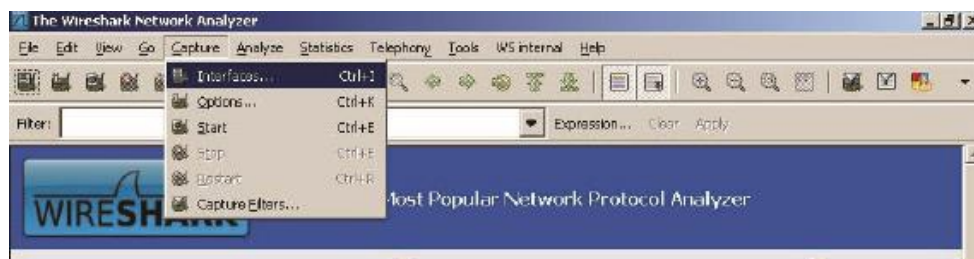 The Wireshark Network Analyzer
File Edit View Go Capture Analyze Statistics Telephony Tools WS internal Help
Interfaces... Ctrl+I
Options... Ctrl+K
Filter: Expression... Clear Apply
Start Ctrl+E
Stop Ctrl+E
Restart Ctrl+R
Capture Filters...
WIRESH
Most Popular Network Protocol Analyzer